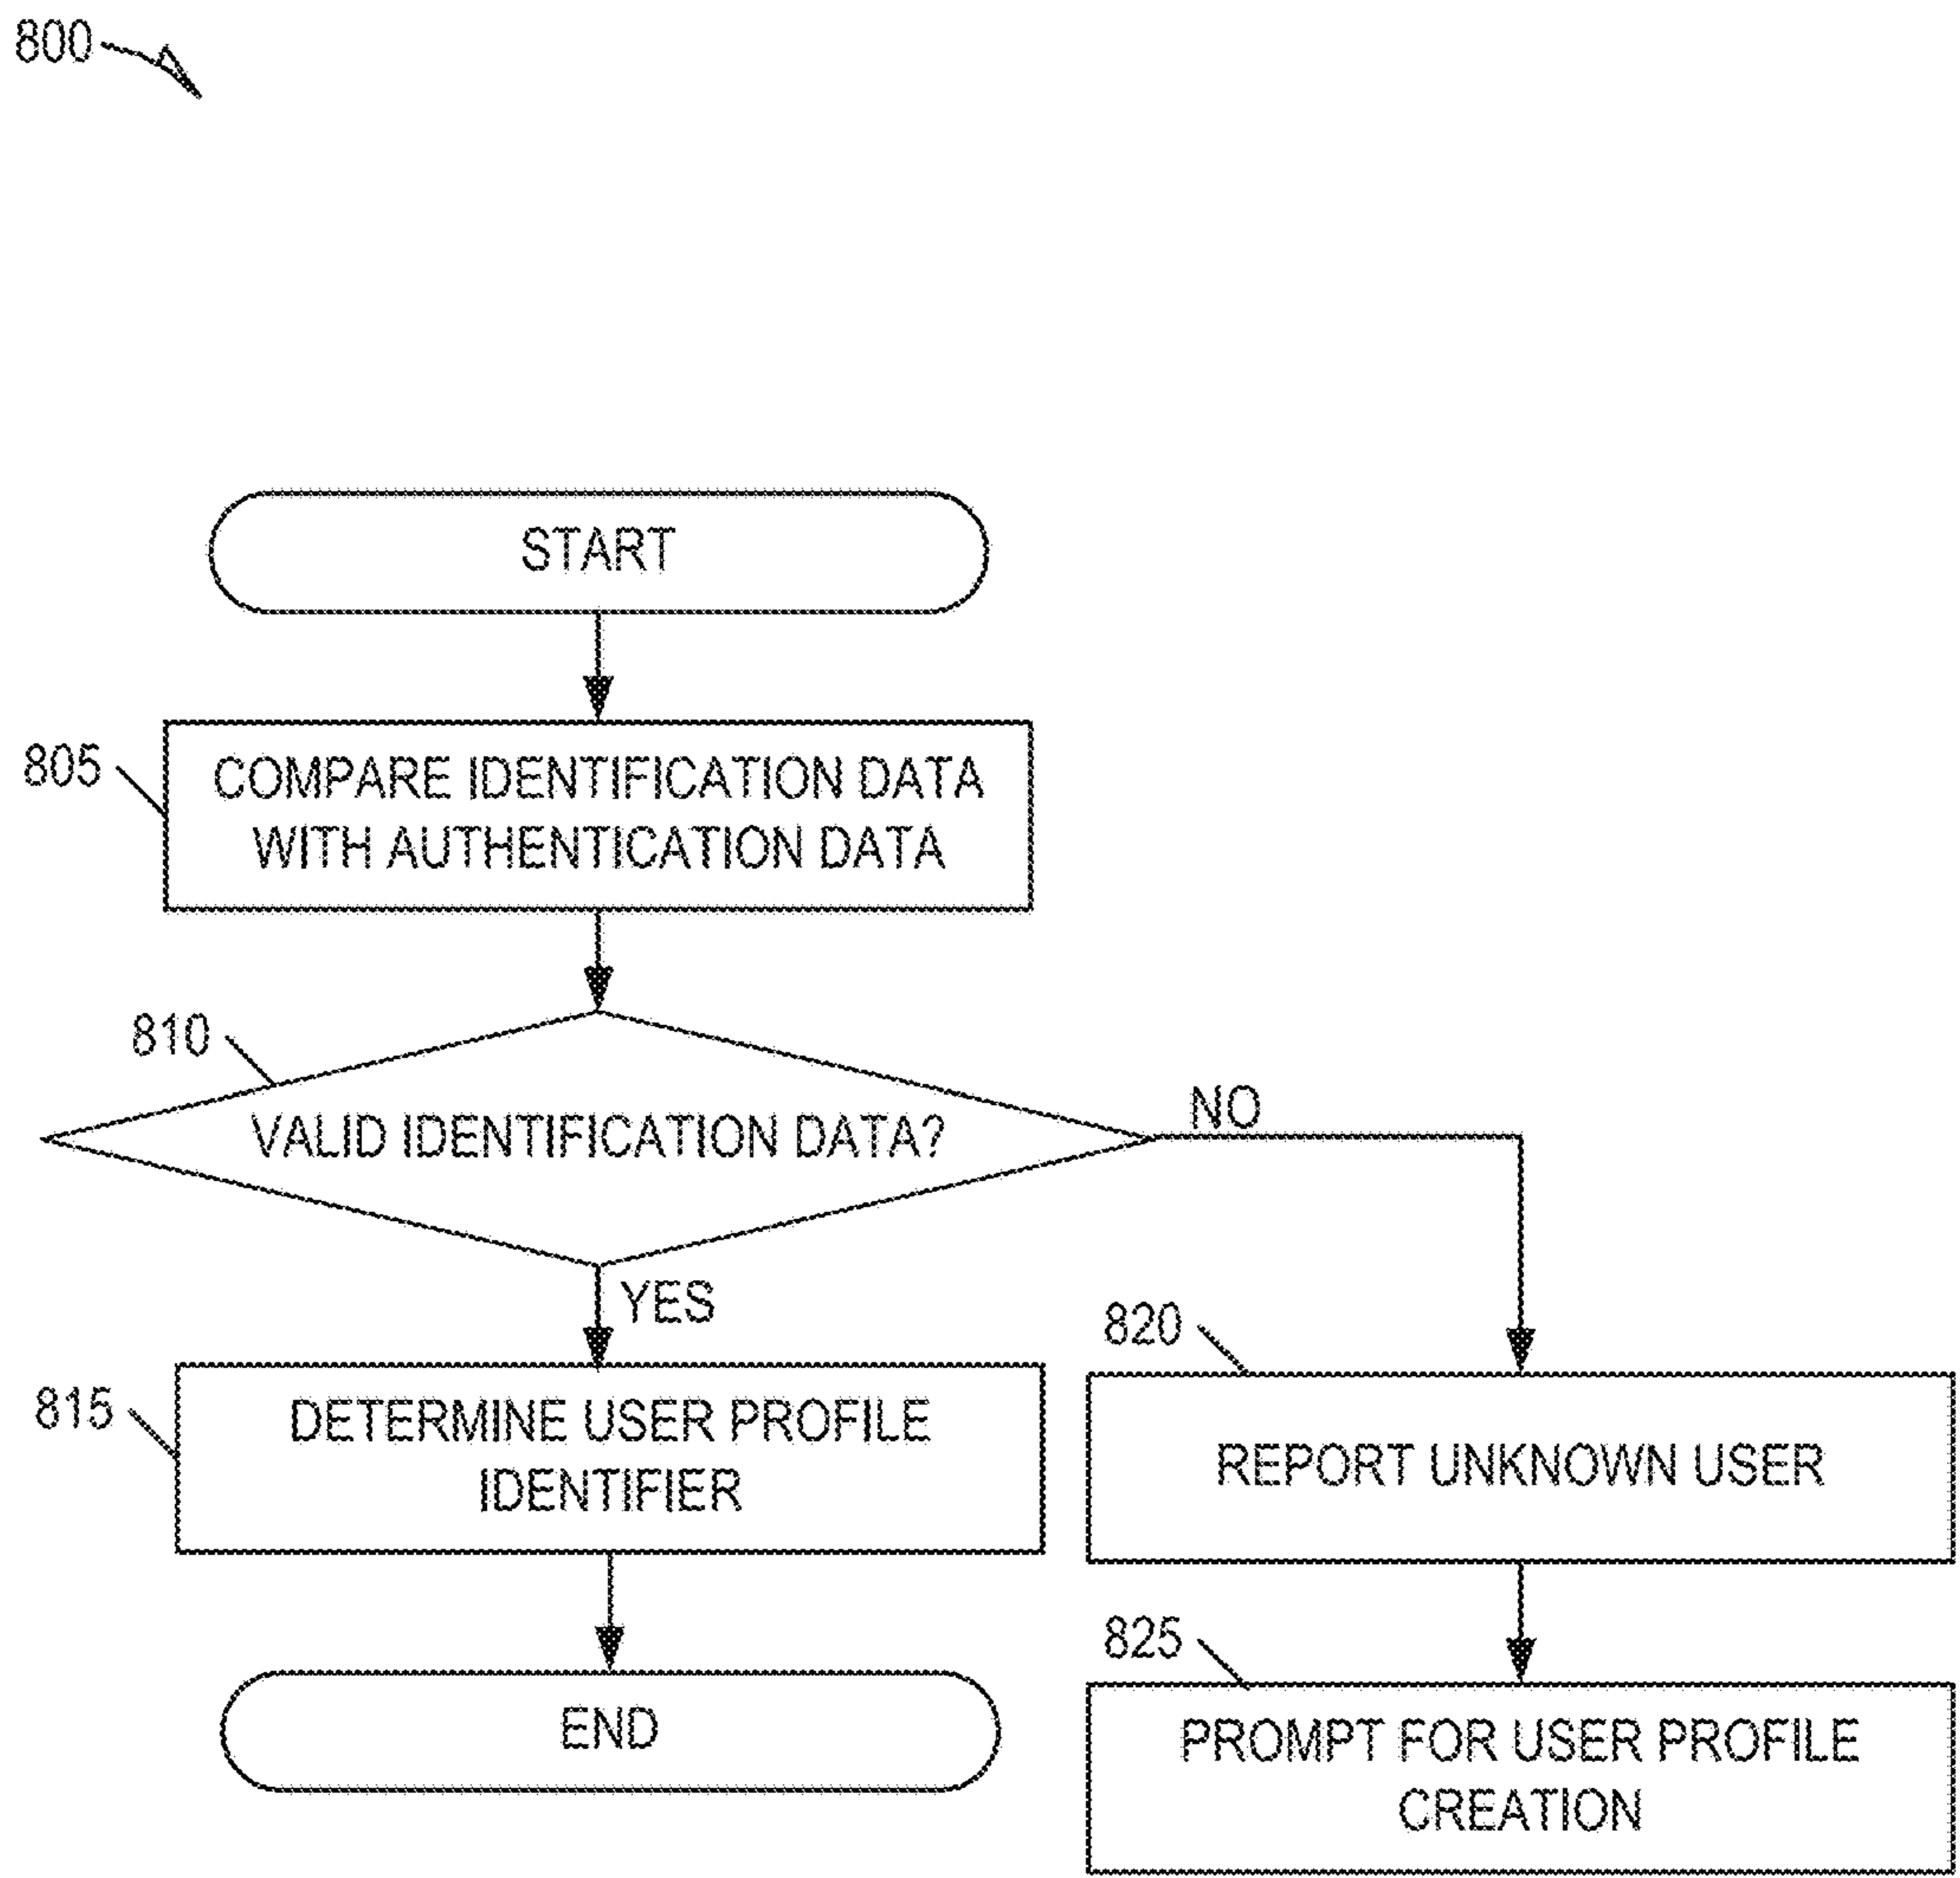 800
START
805
COMPARE IDENTIFICATION DATA
WITH AUTHENTICATION DATA
810
VALID IDENTIFICATION DATA?
NO
YES
815
DETERMINE USER PROFILE
IDENTIFIER
820
REPORT UNKNOWN USER
END
825
PROMPT FOR USER PROFILE
CREATION